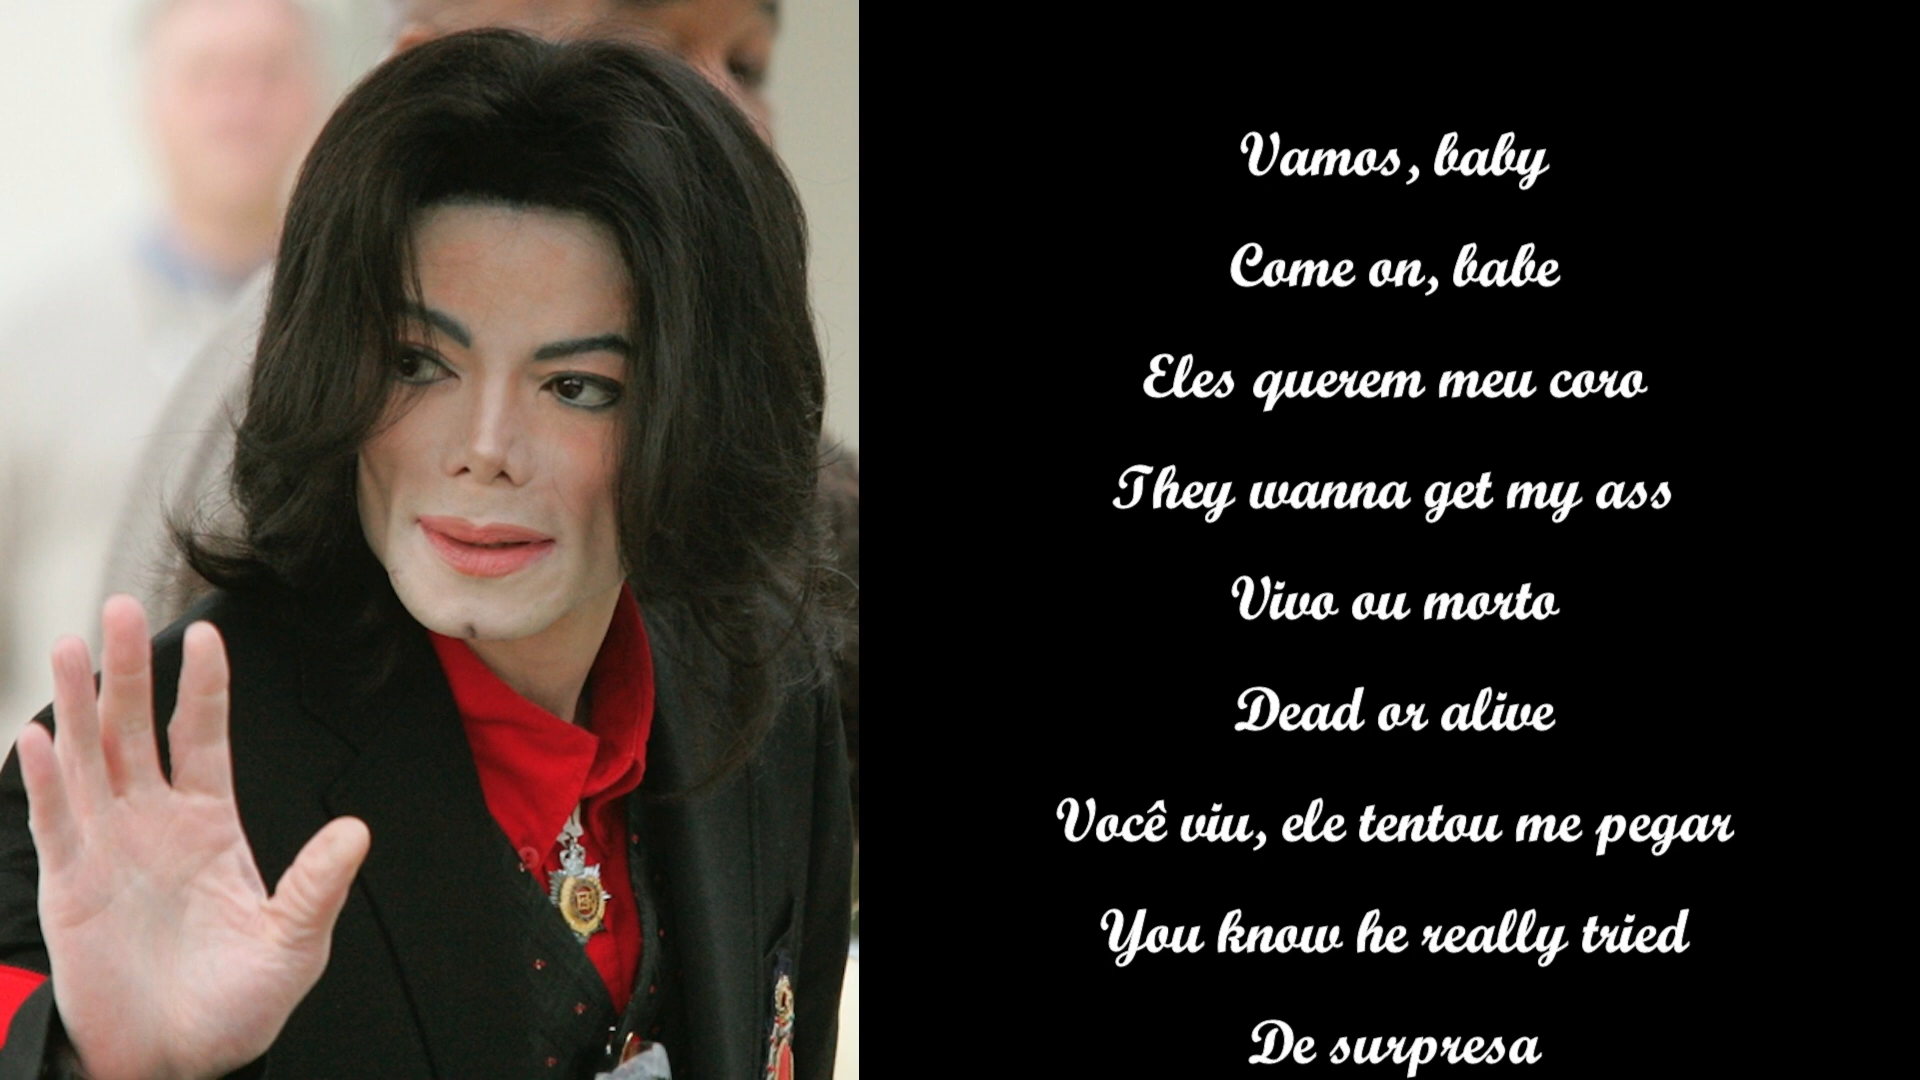 Vamos, baby
Come on, babe
Eles querem meu coro
They wanna get my ass
Vivo ou morto
Dead or alive
Você viu, ele tentou me pegar
You know he really tried
De surpresa